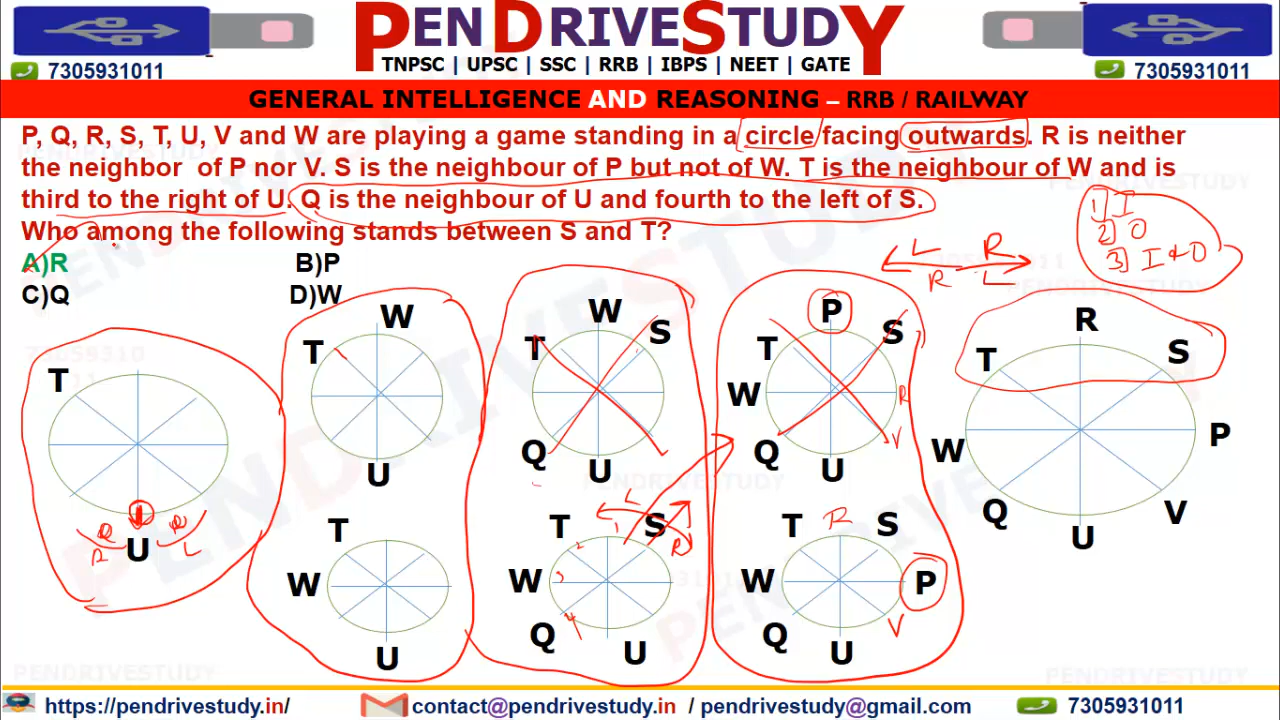 PENDRIVESTUDY
TNPSC | UPSC | SSC | RRB | IBPS | NEET | GATE
7305931011
7305931011
GENERAL INTELLIGENCE AND REASONING – RRB / RAILWAY
P, Q, R, S, T, U, V and W are playing a game standing in a circle facing outwards. R is neither
the neighbor of P nor V. S is the neighbour of P but not of W. T is the neighbour of W and is
third to the right of U. Q is the neighbour of U and fourth to the left of S.
Who among the following stands between S and T?
A)R
B)P
C)Q
D)W
1) I
2) O
3) I & O
L R
R L
T
U
R L
W
T
U
T
W
U
W
T S
Q
U
L
T S
R
1
2
W
3
4
Q
U
P
T S
W R
Q V
U
T R S
W P
Q V
U
R
T S
W P
Q V
U
https://pendrivestudy.in/
contact@pendrivestudy.in / pendrivestudy@gmail.com
7305931011